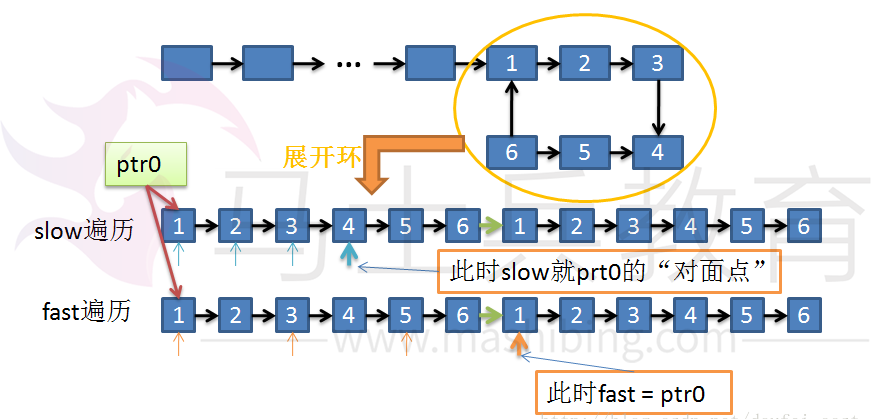 ...
1 2 3
6 5 4
展开环
ptr0
马士兵教育
slow遍历
1 2 3 4 5 6 1 2 3 4 5 6
此时slow就prt0的“对面点”
fast遍历
1 2 3 4 5 6 1 2 3 4 5 6
www.mashibing.com
此时fast = ptr0